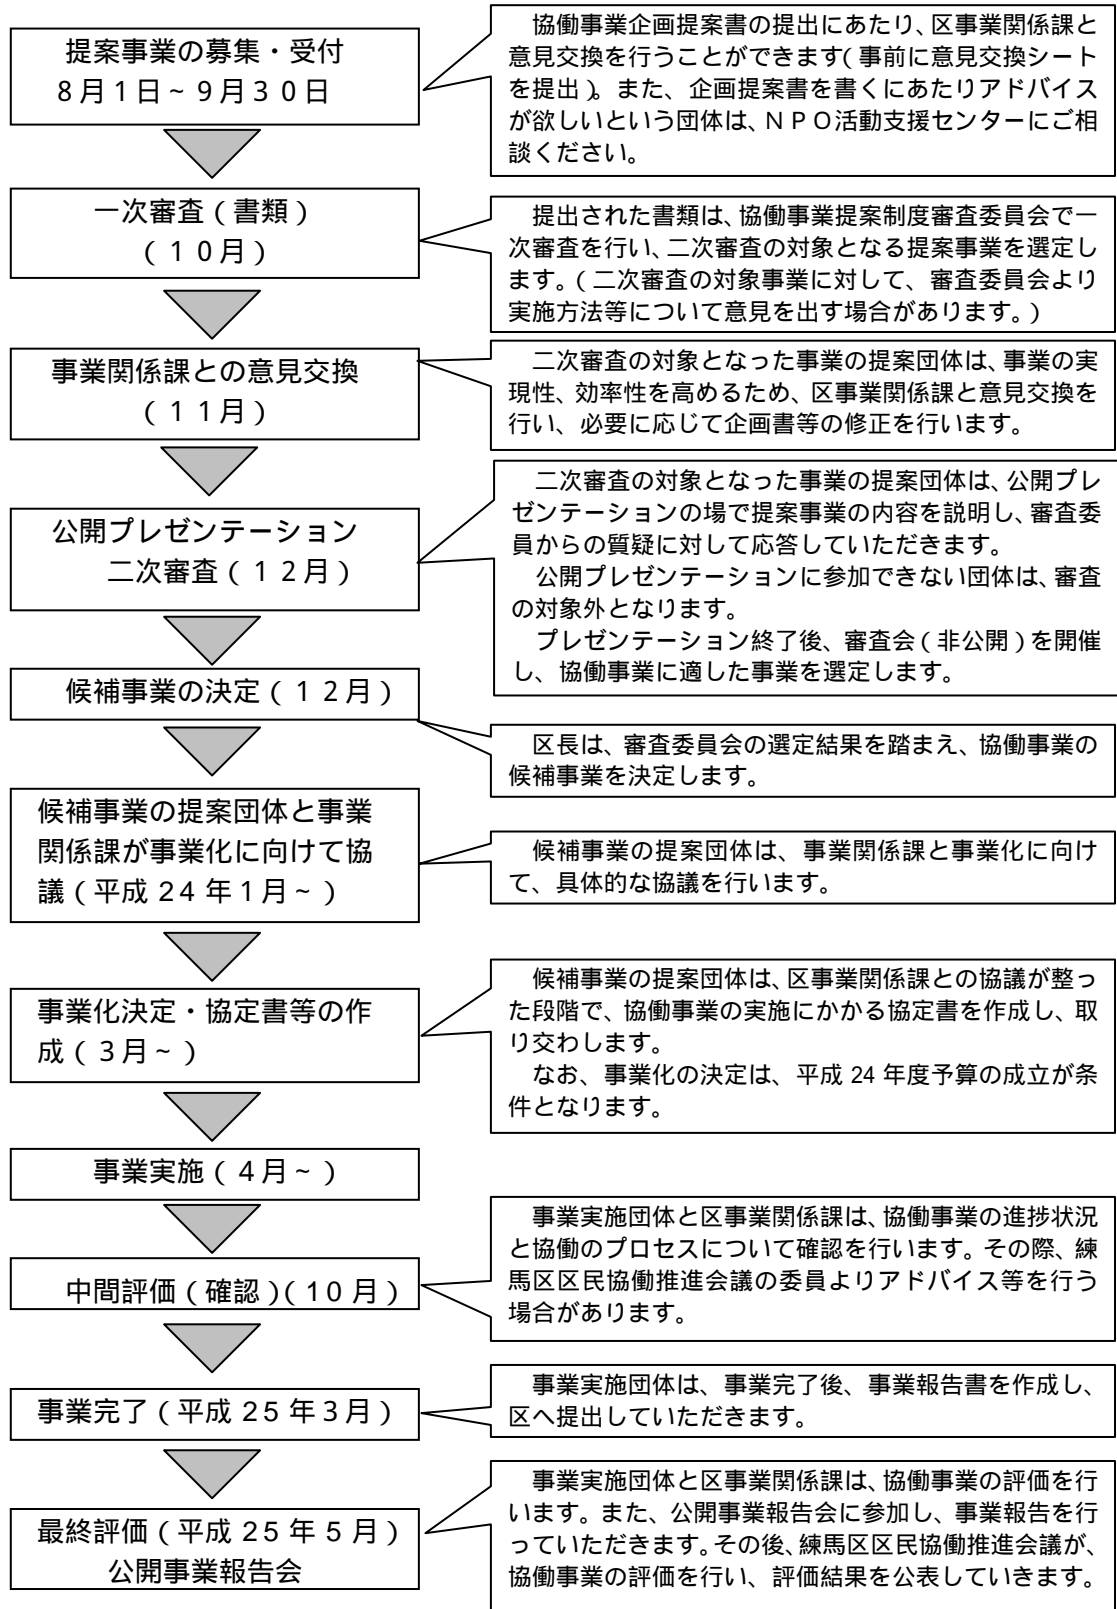 提案事業の募集・受付
8月1日~9月30日
協働事業企画提案書の提出にあたり、区事業関係課と
意見交換を行うことができます(事前に意見交換シート
を提出)。また、企画提案書を書くにあたりアドバイス
が欲しいという団体は、NPO活動支援センターにご相
談ください。
一次審査(書類)
(10月)
提出された書類は、協働事業提案制度審査委員会で一
次審査を行い、二次審査の対象となる提案事業を選定し
ます。(二次審査の対象事業に対して、審査委員会より
実施方法等について意見を出す場合があります。)
事業関係課との意見交換
(11月)
二次審査の対象となった事業の提案団体は、事業の実
現性、効率性を高めるため、区事業関係課と意見交換を
行い、必要に応じて企画書等の修正を行います。
公開プレゼンテーション
二次審査(12月)
二次審査の対象となった事業の提案団体は、公開プレ
ゼンテーションの場で提案事業の内容を説明し、審査委
員からの質疑に対して応答していただきます。
公開プレゼンテーションに参加できない団体は、審査
の対象外となります。
プレゼンテーション終了後、審査会(非公開)を開催
し、協働事業に適した事業を選定します。
候補事業の決定(12月)
区長は、審査委員会の選定結果を踏まえ、協働事業の
候補事業を決定します。
候補事業の提案団体と事業
関係課が事業化に向けて協
議(平成24年1月~)
候補事業の提案団体は、事業関係課と事業化に向け
て、具体的な協議を行います。
事業化決定・協定書等の作
成(3月~)
候補事業の提案団体は、区事業関係課との協議が整っ
た段階で、協働事業の実施にかかる協定書を作成し、取
り交わします。
なお、事業化の決定は、平成24年度予算の成立が条
件となります。
事業実施(4月~)
中間評価(確認)(10月)
事業実施団体と区事業関係課は、協働事業の進捗状況
と協働のプロセスについて確認を行います。その際、練
馬区区民協働推進会議の委員よりアドバイス等を行う
場合があります。
事業完了(平成25年3月)
事業実施団体は、事業完了後、事業報告書を作成し、
区へ提出していただきます。
最終評価(平成25年5月)
公開事業報告会
事業実施団体と区事業関係課は、協働事業の評価を行
います。また、公開事業報告会に参加し、事業報告を行
っていただきます。その後、練馬区区民協働推進会議が、
協働事業の評価を行い、評価結果を公表していきます。